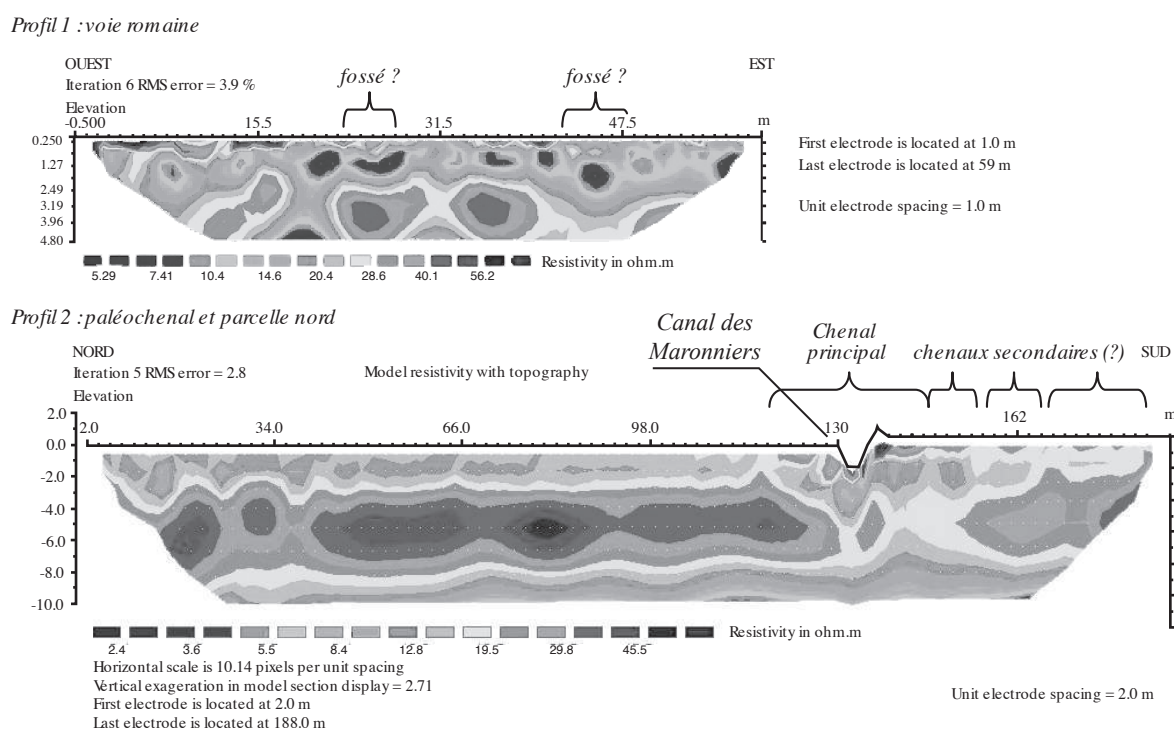 Profil 1 : voie romaine
OUEST
EST
Iteration 6 RMS error = 3.9 %
fossé ?
fossé ?
Elevation
-0.500 15.5 31.5 47.5 m
0.250
1.27
2.49
3.19
3.96
4.80
First electrode is located at 1.0 m
Last electrode is located at 59 m
Unit electrode spacing = 1.0 m
Resistivity in ohm.m
5.29 7.41 10.4 14.6 20.4 28.6 40.1 56.2
Profil 2 : paléochenal et parcelle nord
Canal des
Maronniers
Chenal
principal
chenaux secondaires (?)
NORD
SUD
Iteration 5 RMS error = 2.8
Model resistivity with topography
Elevation
2.0 34.0 66.0 98.0 130 162 m
2.0
0.0
-2.0
-4.0
-6.0
-8.0
-10.0
Resistivity in ohm.m
2.4 3.6 5.5 8.4 12.8 19.5 29.8 45.5
Horizontal scale is 10.14 pixels per unit spacing
Vertical exageration in model section display = 2.71
First electrode is located at 2.0 m
Last electrode is located at 188.0 m
Unit electrode spacing = 2.0 m